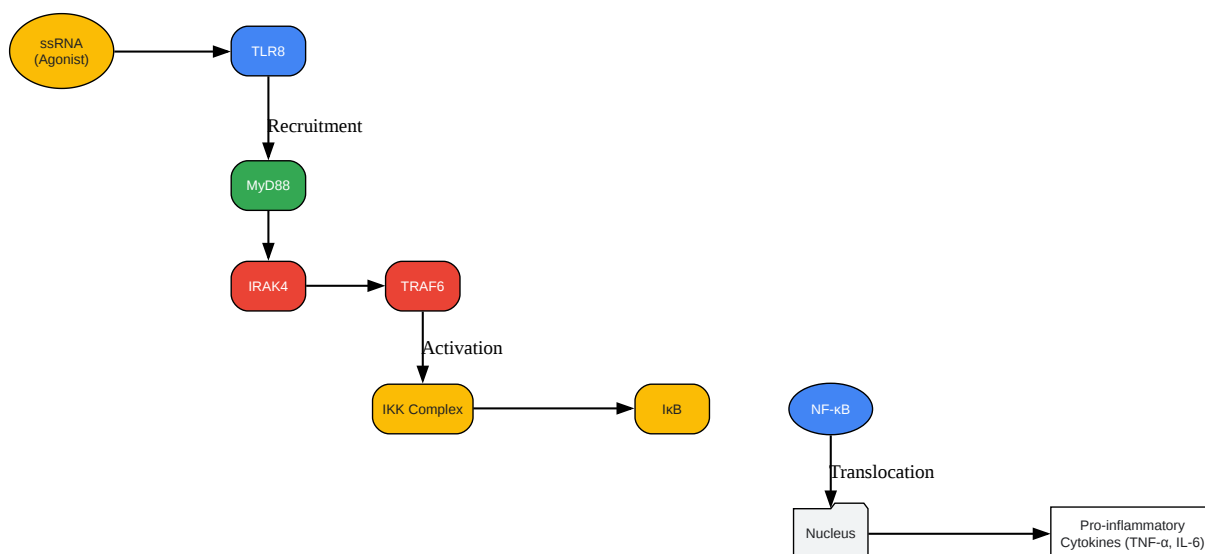 ssRNA
(Agonist)
TLR8
Recruitment
MyD88
IRAK4
TRAF6
Activation
IKK Complex
IκB
NF-κB
Translocation
Nucleus
Pro-inflammatory
Cytokines (TNF-α, IL-6)